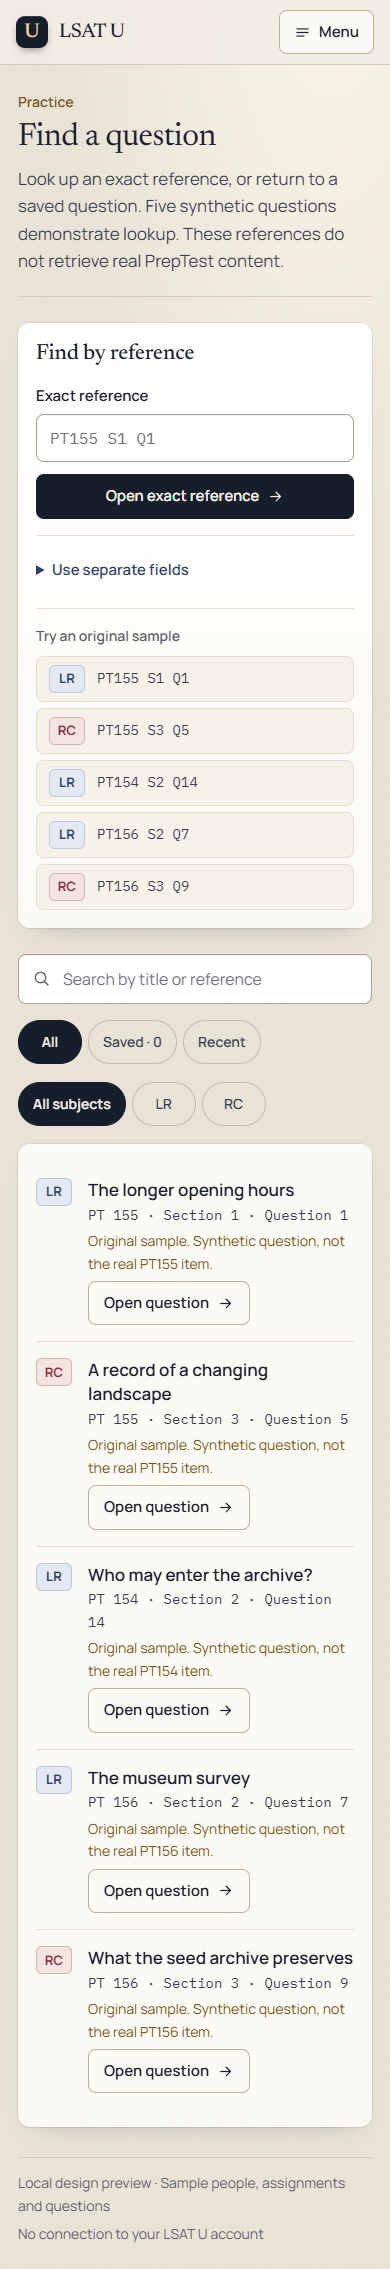 U LSAT U
Menu
Practice
Find a question
Look up an exact reference, or return to a
saved question. Five synthetic questions
demonstrate lookup. These references do
not retrieve real PrepTest content.
Find by reference
Exact reference
PT155 S1 Q1
Open exact reference →
▶ Use separate fields
Try an original sample
LR PT155 S1 Q1
RC PT155 S3 Q5
LR PT154 S2 Q14
LR PT156 S2 Q7
RC PT156 S3 Q9
Search by title or reference
All Saved · 0 Recent
All subjects LR RC
LR The longer opening hours
PT 155 · Section 1 · Question 1
Original sample. Synthetic question, not
the real PT155 item.
Open question →
RC A record of a changing
landscape
PT 155 · Section 3 · Question 5
Original sample. Synthetic question, not
the real PT155 item.
Open question →
LR Who may enter the archive?
PT 154 · Section 2 · Question
14
Original sample. Synthetic question, not
the real PT154 item.
Open question →
LR The museum survey
PT 156 · Section 2 · Question 7
Original sample. Synthetic question, not
the real PT156 item.
Open question →
RC What the seed archive preserves
PT 156 · Section 3 · Question 9
Original sample. Synthetic question, not
the real PT156 item.
Open question →
Local design preview · Sample people, assignments
and questions
No connection to your LSAT U account